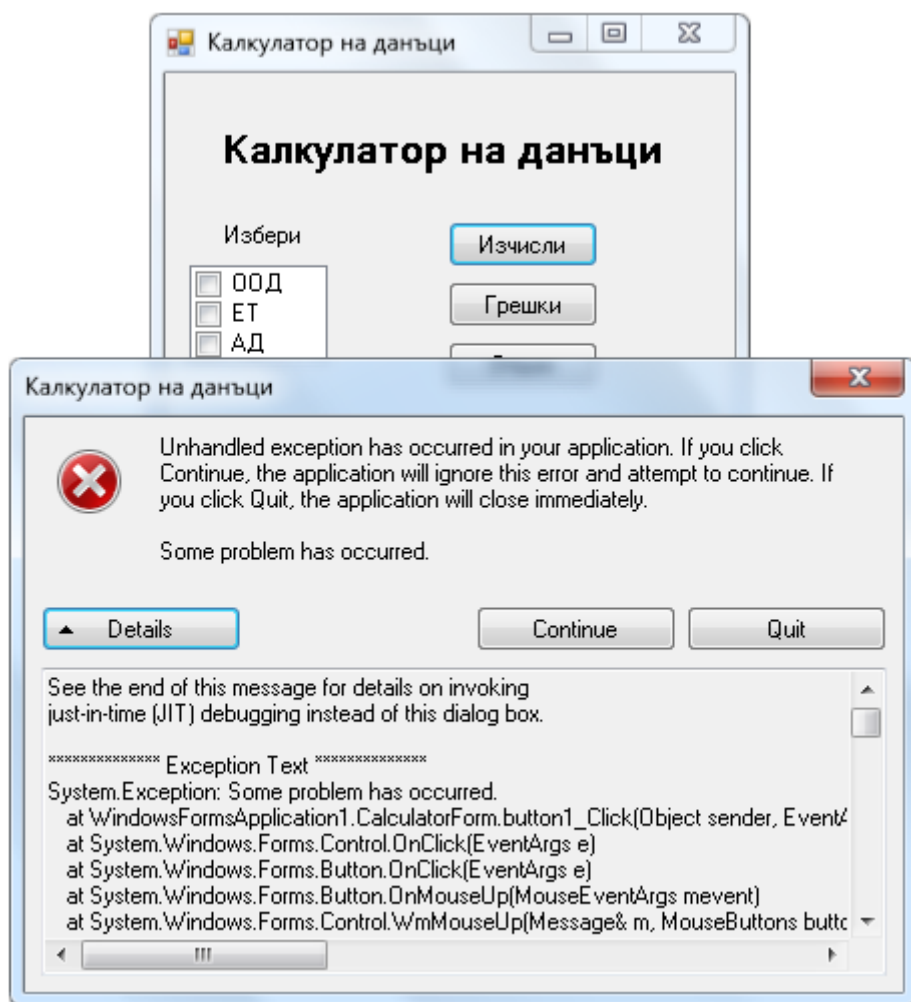 Калкулатор на данъци
Калкулатор на данъци
Избери
Изчисли
ООД
ЕТ
АД
Грешки
Калкулатор на данъци
Unhandled exception has occurred in your application. If you click
Continue, the application will ignore this error and attempt to continue. If
you click Quit, the application will close immediately.
Some problem has occurred.
Details
Continue
Quit
See the end of this message for details on invoking
just-in-time (JIT) debugging instead of this dialog box.
************** Exception Text **************
System.Exception: Some problem has occurred.
at WindowsFormsApplication1.CalculatorForm.button1_Click(Object sender, EventA
at System.Windows.Forms.Control.OnClick(EventArgs e)
at System.Windows.Forms.Button.OnClick(EventArgs e)
at System.Windows.Forms.Button.OnMouseUp(MouseEventArgs mevent)
at System.Windows.Forms.Control.WmMouseUp(Message& m, MouseButtons butto